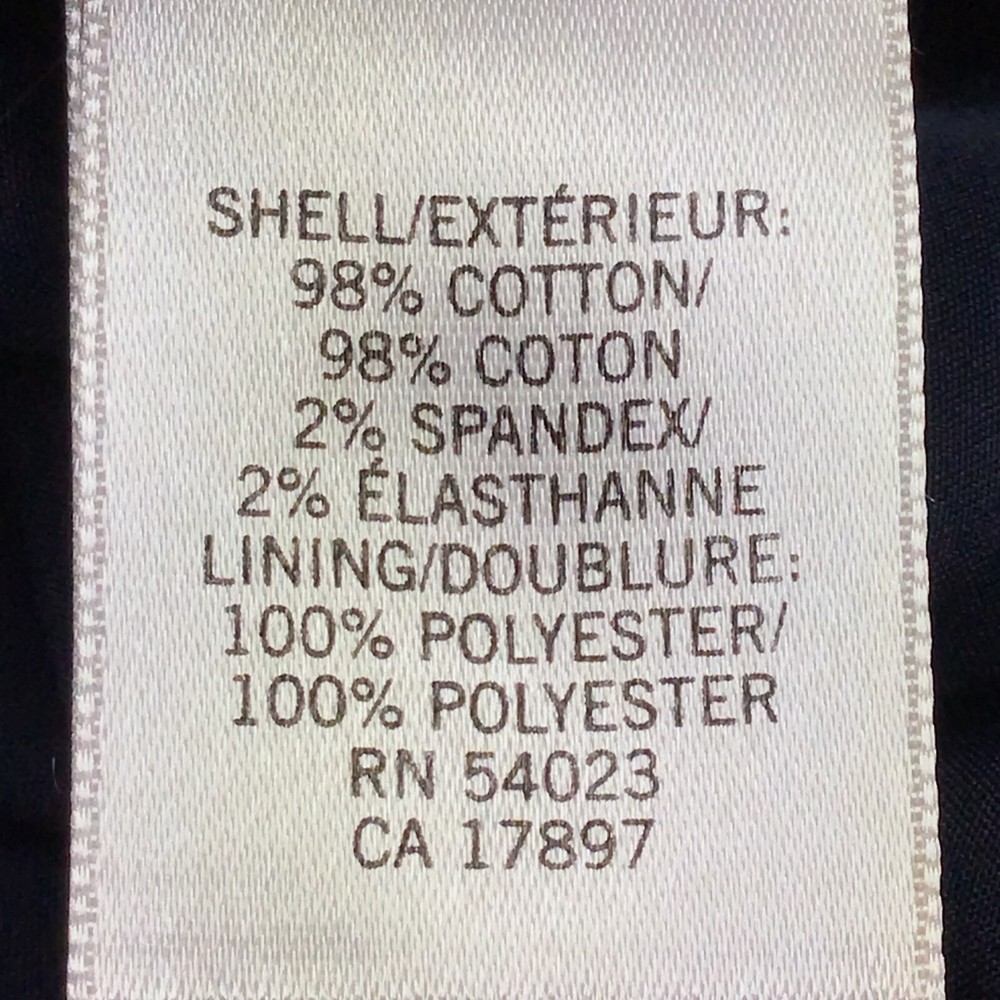 SHELL/EXTÉRIEUR:
98% COTTON/
98% COTON
2% SPANDEX/
2% ÉLASTHANNE
LINING/DOUBLURE:
100% POLYESTER/
100% POLYESTER
RN 54023
CA 17897